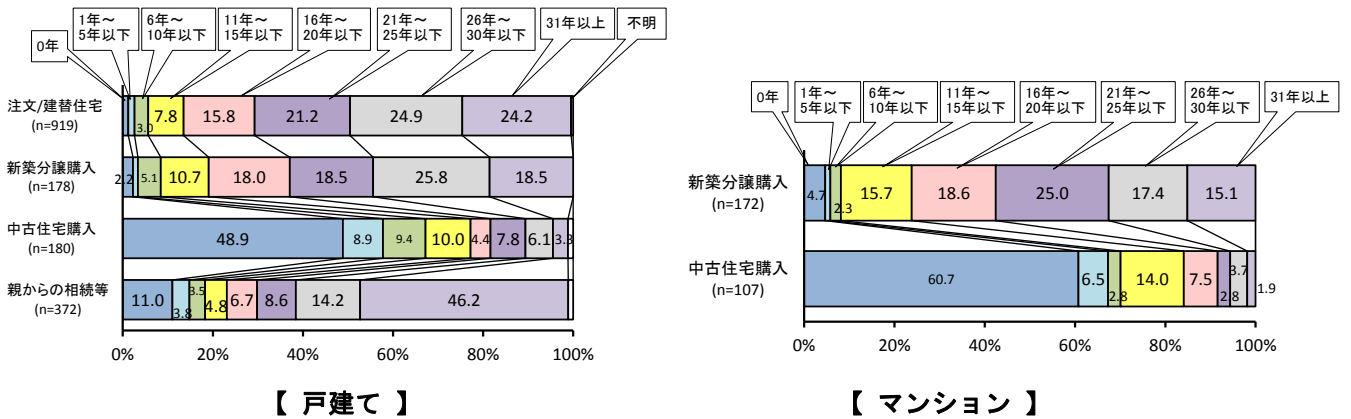 0年
1年～
5年以下
6年～
10年以下
11年～
15年以下
16年～
20年以下
21年～
25年以下
26年～
30年以下
31年以上
不明
注文/建替住宅
(n=919)
3.0 7.8 15.8 21.2 24.9 24.2
新築分譲購入
(n=178)
2.2 5.1 10.7 18.0 18.5 25.8 18.5
中古住宅購入
(n=180)
48.9 8.9 9.4 10.0 4.4 7.8 6.1 3.3
親からの相続等
(n=372)
11.0 3.8 3.5 4.8 6.7 8.6 14.2 46.2
0% 20% 40% 60% 80% 100%
【 戸建て 】
0年
1年～
5年以下
6年～
10年以下
11年～
15年以下
16年～
20年以下
21年～
25年以下
26年～
30年以下
31年以上
新築分譲購入
(n=172)
4.7 2.3 15.7 18.6 25.0 17.4 15.1
中古住宅購入
(n=107)
60.7 6.5 2.8 14.0 7.5 2.8 3.7 1.9
0% 20% 40% 60% 80% 100%
【 マンション 】